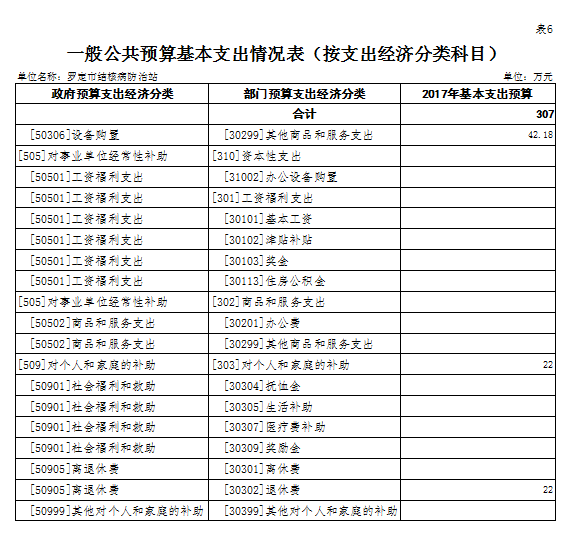 表6
一般公共预算基本支出情况表（按支出经济分类科目）
单位名称：罗定市结核病防治站 单位：万元
政府预算支出经济分类 部门预算支出经济分类 2017年基本支出预算
合计 307
[50306]设备购置 [30299]其他商品和服务支出 42.18
[505]对事业单位经常性补助 [310]资本性支出
[50501]工资福利支出 [31002]办公设备购置
[50501]工资福利支出 [301]工资福利支出
[50501]工资福利支出 [30101]基本工资
[50501]工资福利支出 [30102]津贴补贴
[50501]工资福利支出 [30103]奖金
[50501]工资福利支出 [30113]住房公积金
[505]对事业单位经常性补助 [302]商品和服务支出
[50502]商品和服务支出 [30201]办公费
[50502]商品和服务支出 [30299]其他商品和服务支出
[509]对个人和家庭的补助 [303]对个人和家庭的补助 22
[50901]社会福利和救助 [30304]抚恤金
[50901]社会福利和救助 [30305]生活补助
[50901]社会福利和救助 [30307]医疗费补助
[50901]社会福利和救助 [30309]奖励金
[50905]离退休费 [30301]离休费
[50905]离退休费 [30302]退休费 22
[50999]其他对个人和家庭的补助 [30399]其他对个人和家庭的补助